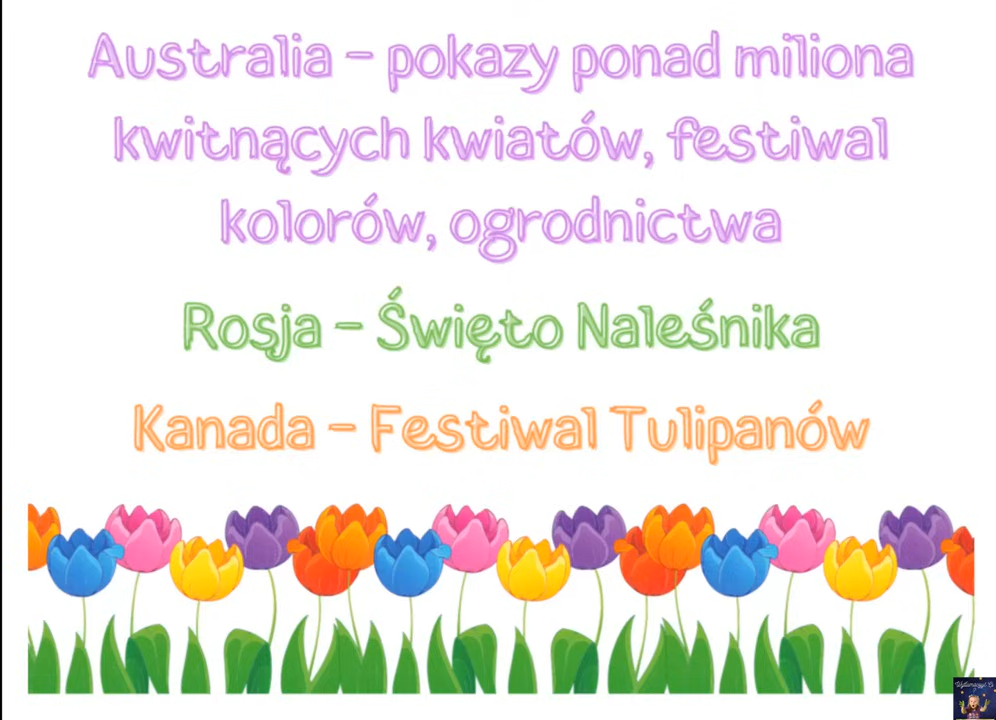 Australia – pokazy ponad miliona
kwitnących kwiatów, festiwal
kolorów, ogrodnictwa
Rosja – Święto Naleśnika
Kanada – Festiwal Tulipanów